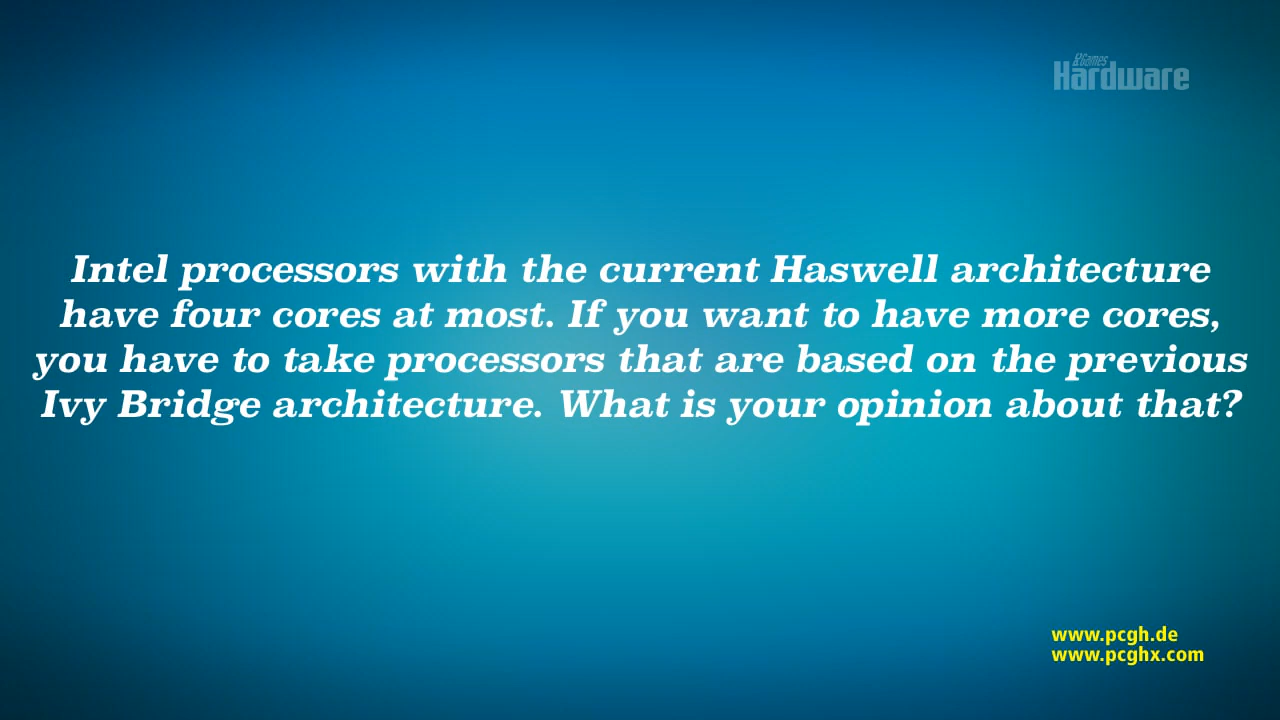 &Games
Hardware
Intel processors with the current Haswell architecture
have four cores at most. If you want to have more cores,
you have to take processors that are based on the previous
Ivy Bridge architecture. What is your opinion about that?
www.pcgh.de
www.pcghx.com